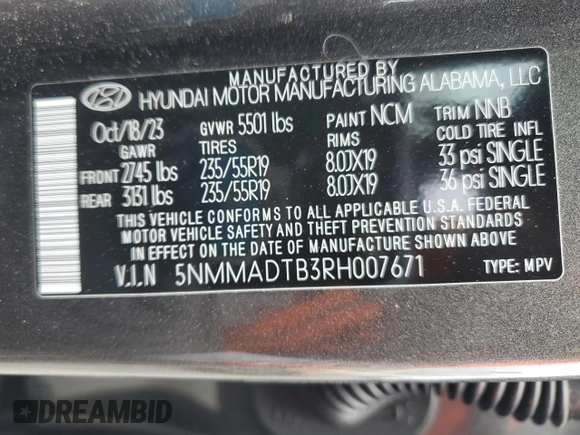 MANUFACTURED BY
HYUNDAI MOTOR MANUFACTURING ALABAMA, LLC
Oct/18/23 GVWR 5501 lbs PAINT NCM TRIM NNB
GAWR TIRES RIMS COLD TIRE INFL
FRONT 2745 lbs 235/55R19 8.0JX19 33 psi SINGLE
REAR 3131 lbs 235/55R19 8.0JX19 36 psi SINGLE
THIS VEHICLE CONFORMS TO ALL APPLICABLE U.S.A. FEDERAL
MOTOR VEHICLE SAFETY AND THEFT PREVENTION STANDARDS
IN EFFECT ON THE DATE OF MANUFACTURE SHOWN ABOVE.
V.I.N 5NMMADTB3RH007671 TYPE: MPV
DREAMBID